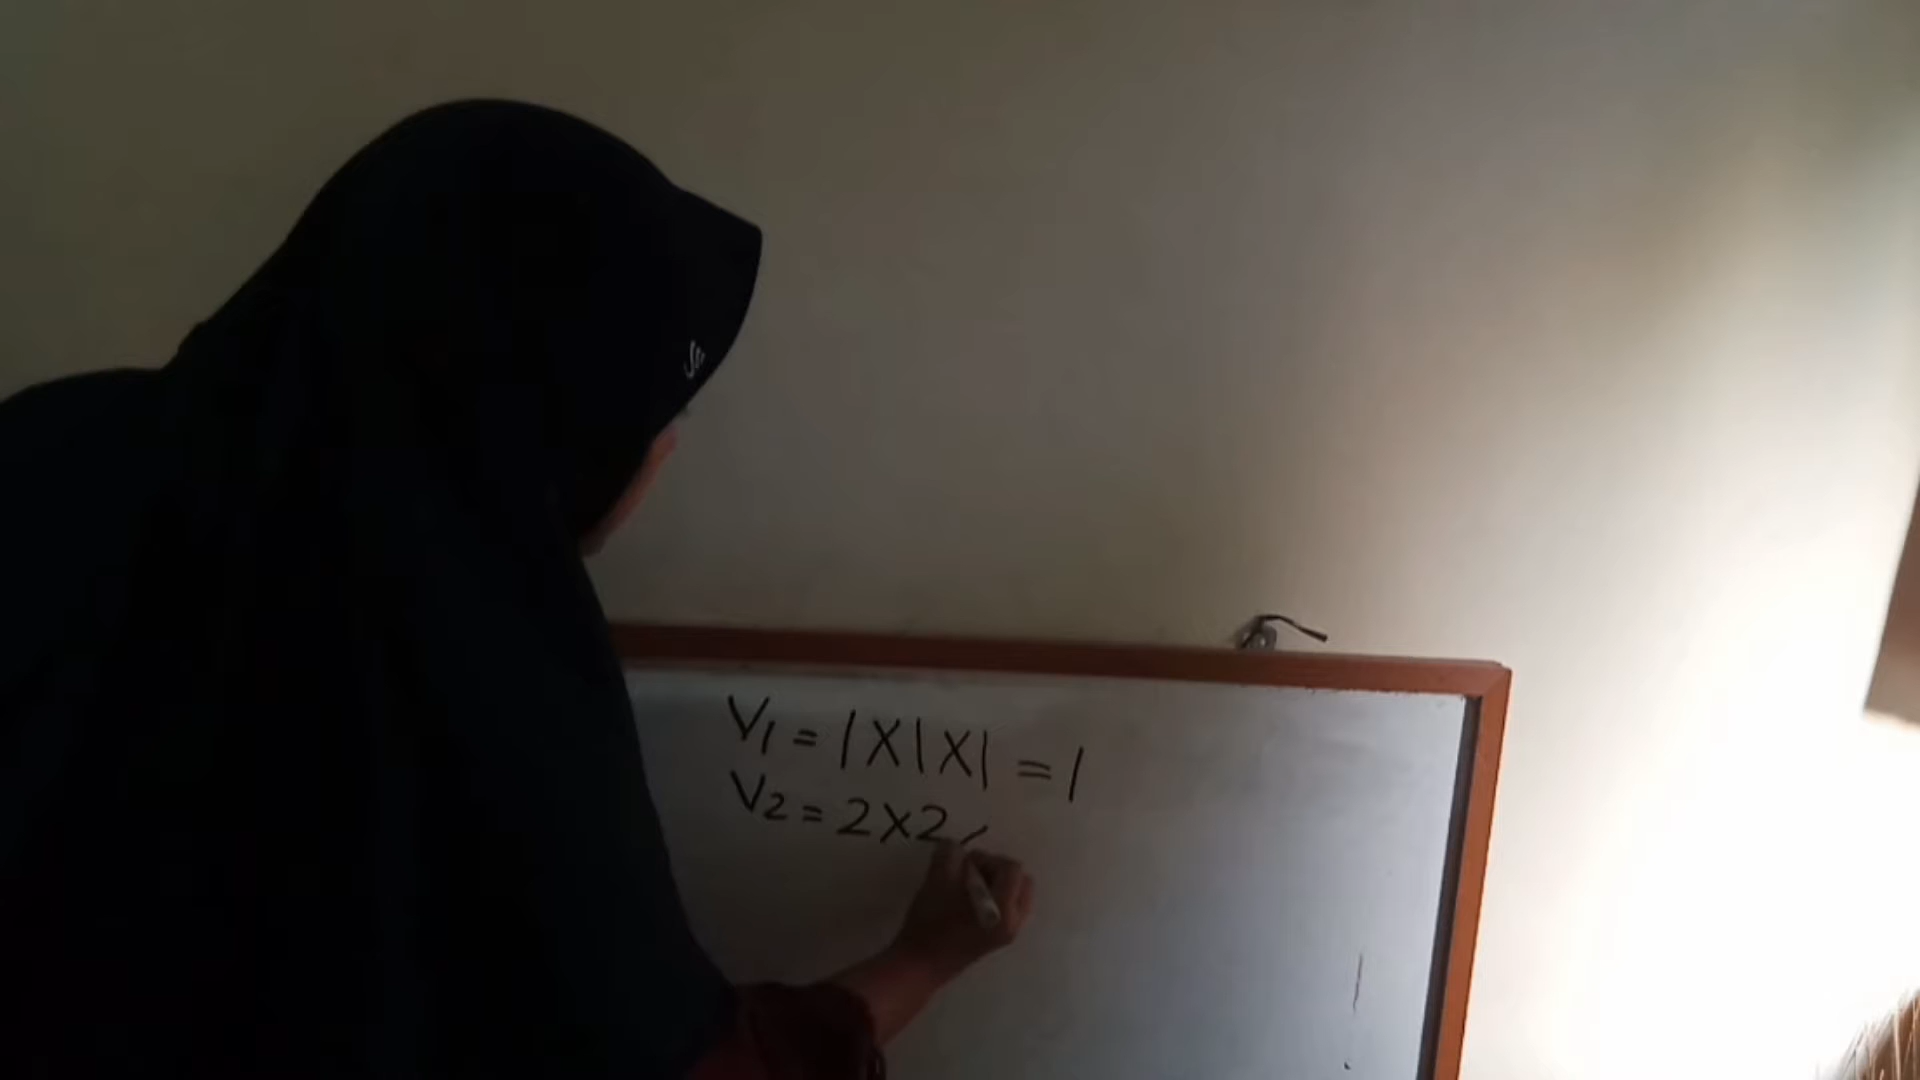 V1 = 1X1X1 = 1
V2 = 2X2